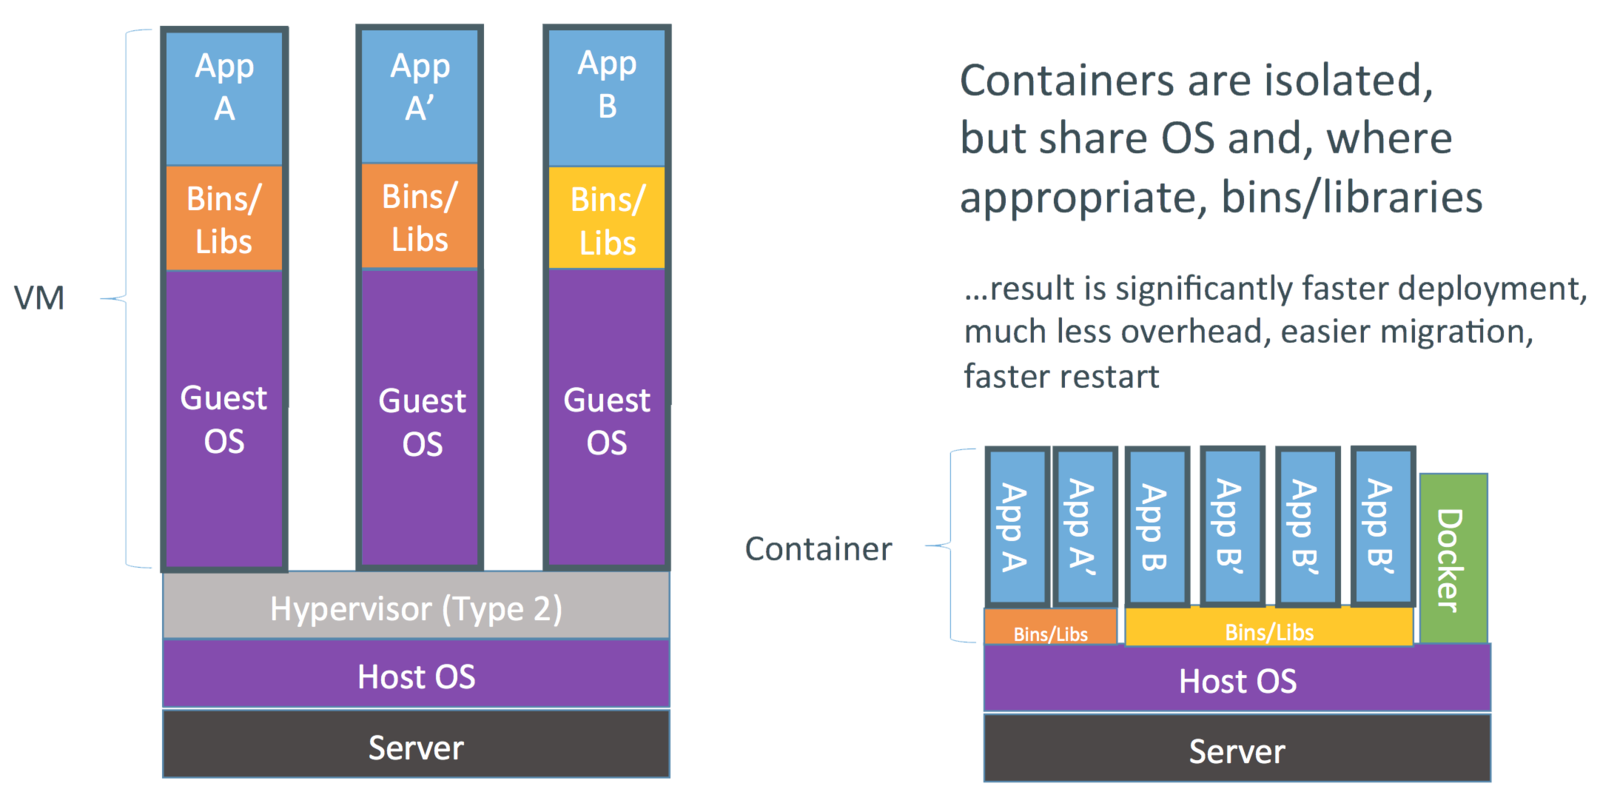 VM
App
A
Bins/
Libs
Guest
OS
App
A’
Bins/
Libs
Guest
OS
App
B
Bins/
Libs
Guest
OS
Hypervisor (Type 2)
Host OS
Server
Containers are isolated,
but share OS and, where
appropriate, bins/libraries
...result is significantly faster deployment,
much less overhead, easier migration,
faster restart
Container
App A
App A’
App B
App B’
App B’
App B’
Docker
Bins/Libs
Bins/Libs
Host OS
Server